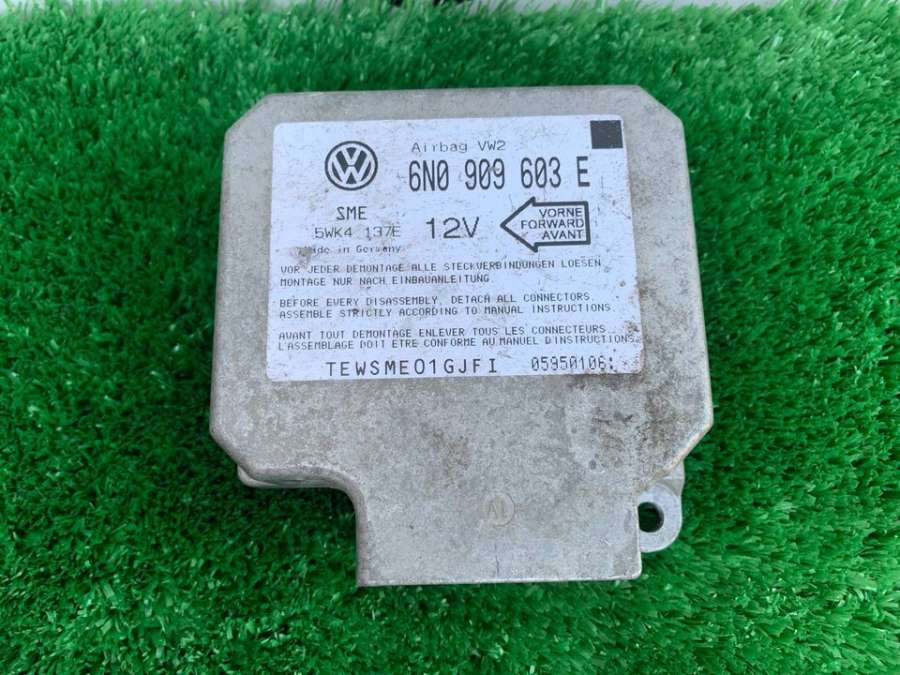 Airbag VW2
6N0 909 603 E
VW
SME
5WK4 137E
12V
VORNE
FORWARD
AVANT
Made in Germany
VOR JEDER DEMONTAGE ALLE STECKVERBINDUNGEN LOESEN
MONTAGE NUR NACH EINBAUANLEITUNG.
BEFORE EVERY DISASSEMBLY, DETACH ALL CONNECTORS.
ASSEMBLE STRICTLY ACCORDING TO MANUAL INSTRUCTIONS.
AVANT TOUT DEMONTAGE ENLEVER TOUS LES CONNECTEURS.
L'ASSEMBLAGE DOIT ETRE CONFORME AU MANUEL D'INSTRUCTIONS.
TEWSME01GJFI 05950106